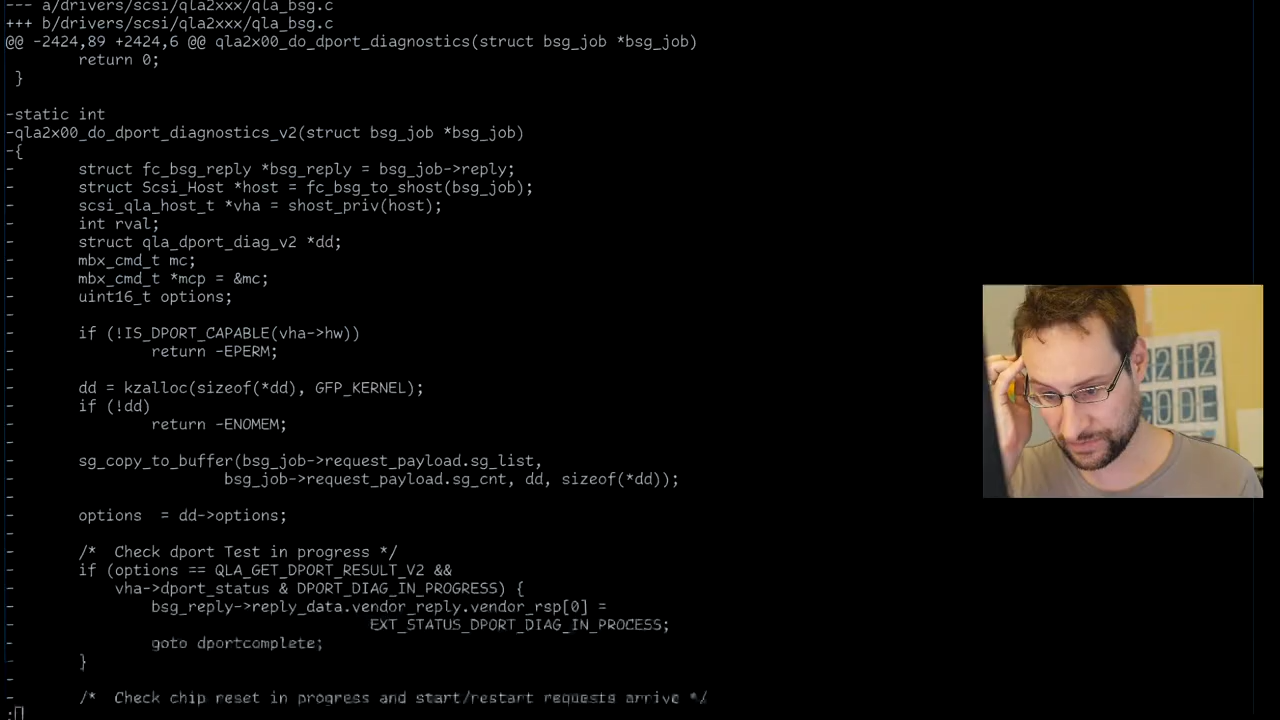 --- a/drivers/scsi/qla2xxx/qla_bsg.c
+++ b/drivers/scsi/qla2xxx/qla_bsg.c
@@ -2424,89 +2424,6 @@ qla2x00_do_dport_diagnostics(struct bsg_job *bsg_job)
        return 0;
 }

-static int
-qla2x00_do_dport_diagnostics_v2(struct bsg_job *bsg_job)
-{
-       struct fc_bsg_reply *bsg_reply = bsg_job->reply;
-       struct Scsi_Host *host = fc_bsg_to_shost(bsg_job);
-       scsi_qla_host_t *vha = shost_priv(host);
-       int rval;
-       struct qla_dport_diag_v2 *dd;
-       mbx_cmd_t mc;
-       mbx_cmd_t *mcp = &mc;
-       uint16_t options;
-
-       if (!IS_DPORT_CAPABLE(vha->hw))
-               return -EPERM;
-
-       dd = kzalloc(sizeof(*dd), GFP_KERNEL);
-       if (!dd)
-               return -ENOMEM;
-
-       sg_copy_to_buffer(bsg_job->request_payload.sg_list,
-                       bsg_job->request_payload.sg_cnt, dd, sizeof(*dd));
-
-       options  = dd->options;
-
-       /*  Check dport Test in progress */
-       if (options == QLA_GET_DPORT_RESULT_V2 &&
-           vha->dport_status & DPORT_DIAG_IN_PROGRESS) {
-               bsg_reply->reply_data.vendor_reply.vendor_rsp[0] =
-                                       EXT_STATUS_DPORT_DIAG_IN_PROCESS;
-               goto dportcomplete;
-       }
-
-       /*  Check chip reset in progress and start/restart requests arrive */
:
R2T2
CODE